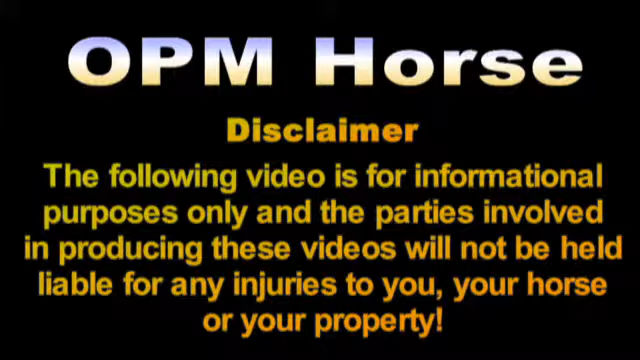 OPM Horse
Disclaimer
The following video is for informational
purposes only and the parties involved
in producing these videos will not be held
liable for any injuries to you, your horse
or your property!